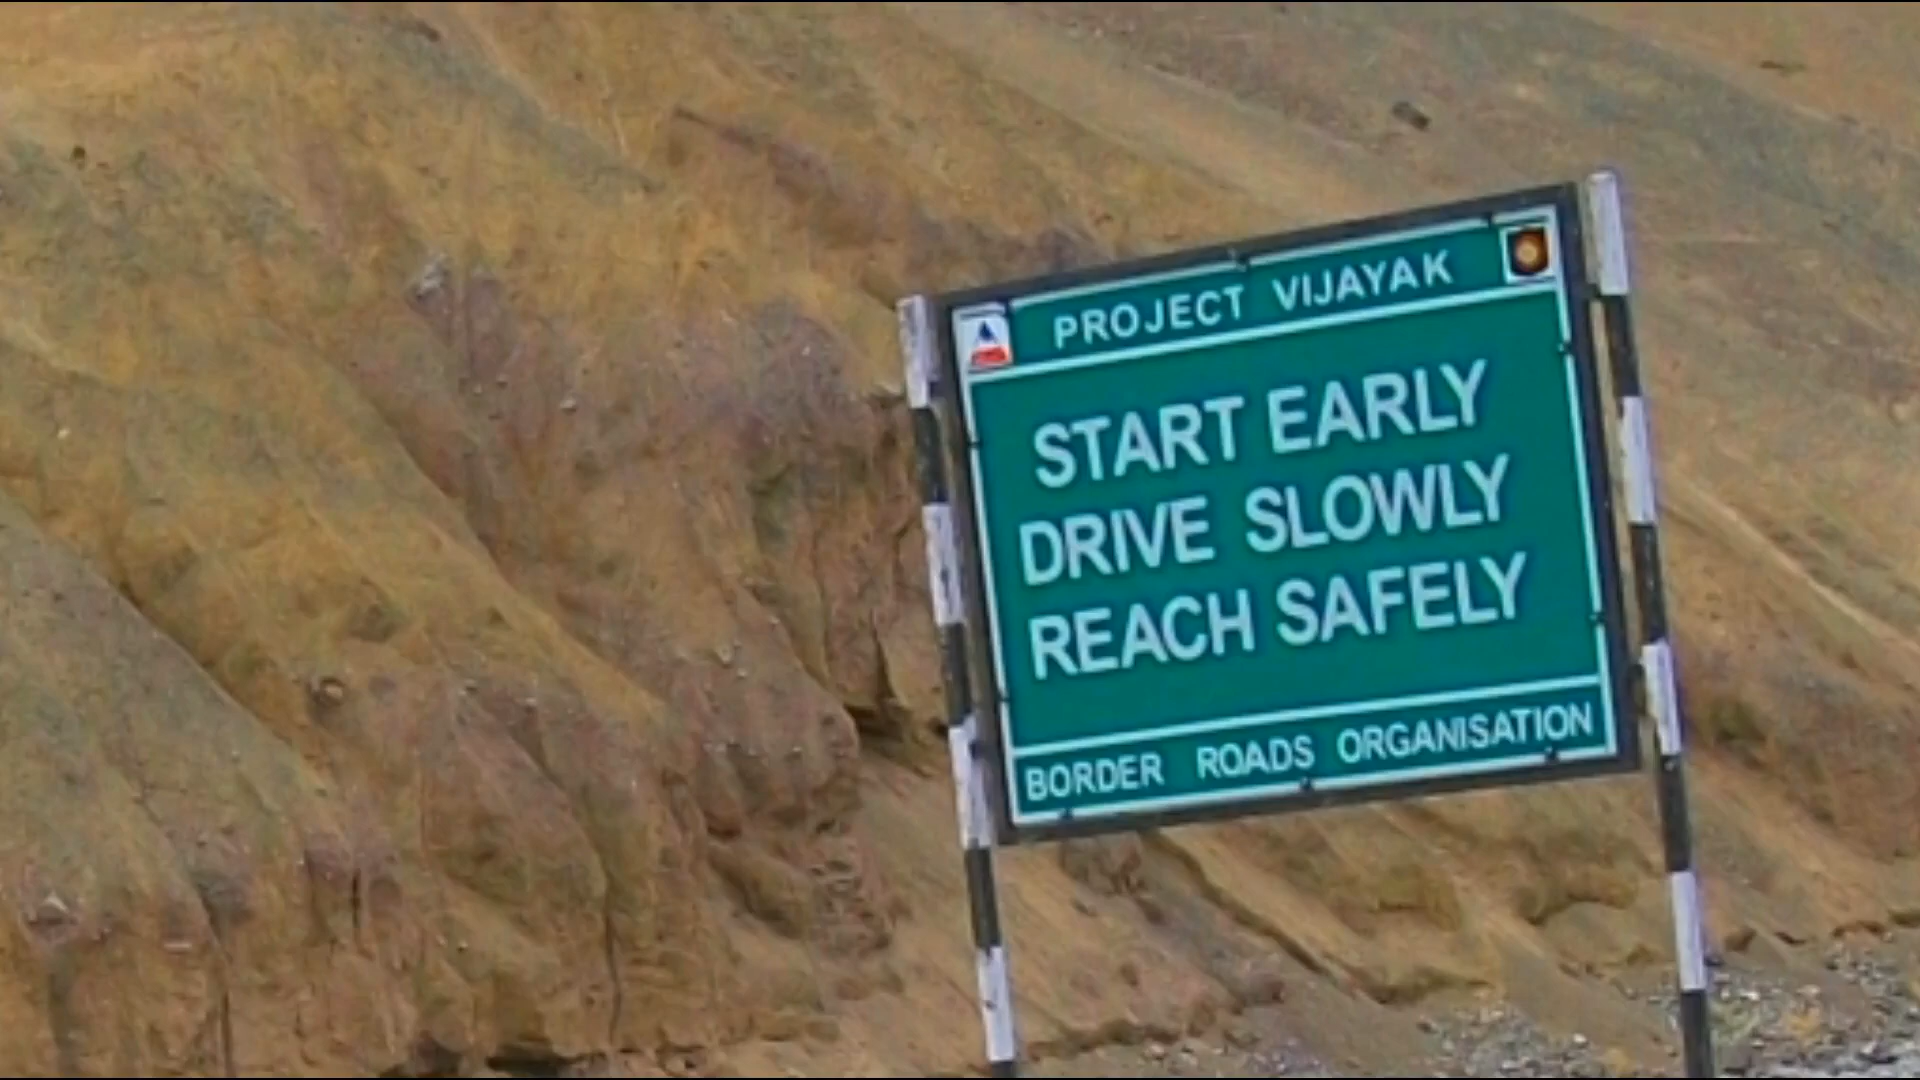 PROJECT VIJAYAK
START EARLY
DRIVE SLOWLY
REACH SAFELY
BORDER ROADS ORGANISATION